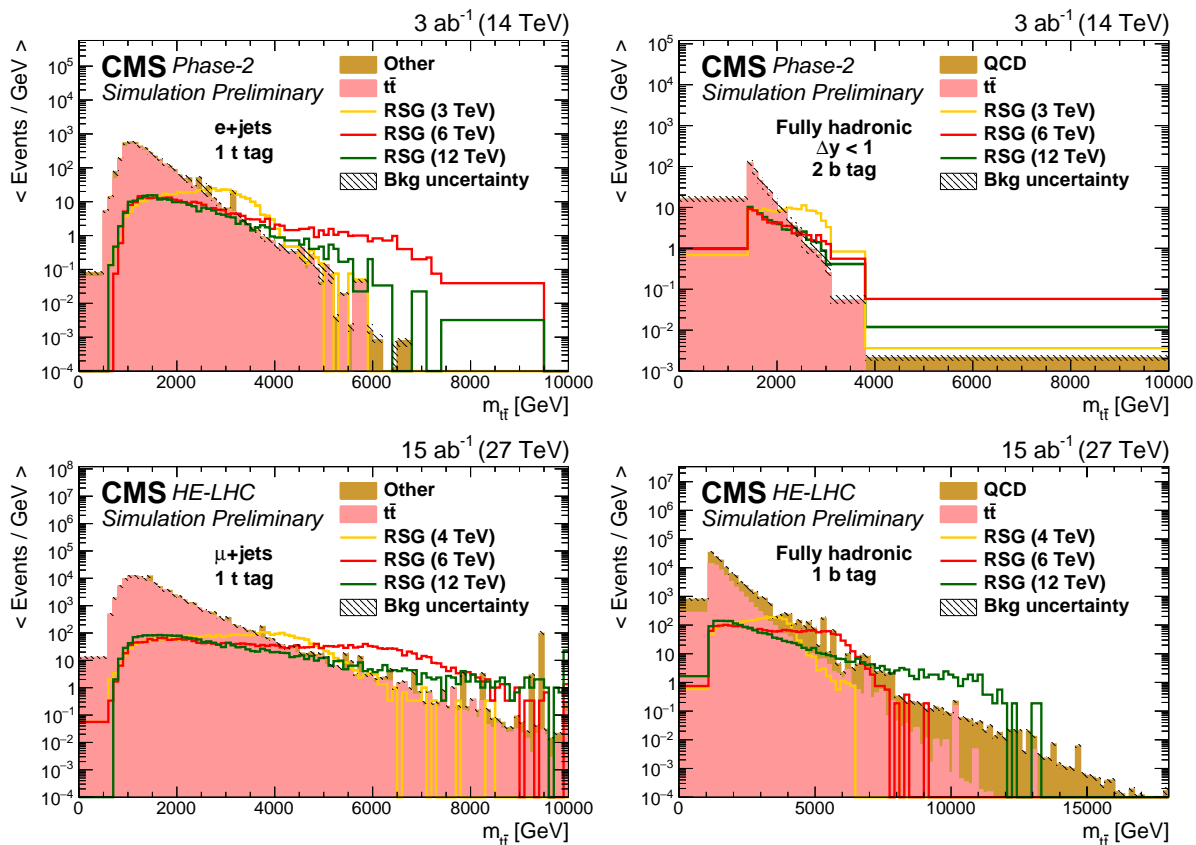 3 ab⁻¹ (14 TeV)
< Events / GeV >
10⁵
10⁴
10³
10²
10
1
10⁻¹
10⁻²
10⁻³
10⁻⁴
CMS Phase-2
Simulation Preliminary
e+jets
1 t tag
Other
tt̄
RSG (3 TeV)
RSG (6 TeV)
RSG (12 TeV)
Bkg uncertainty
0 2000 4000 6000 8000 10000
m_tt̄ [GeV]
3 ab⁻¹ (14 TeV)
< Events / GeV >
10⁵
10⁴
10³
10²
10
1
10⁻¹
10⁻²
10⁻³
CMS Phase-2
Simulation Preliminary
Fully hadronic
Δy < 1
2 b tag
QCD
tt̄
RSG (3 TeV)
RSG (6 TeV)
RSG (12 TeV)
Bkg uncertainty
0 2000 4000 6000 8000 10000
m_tt̄ [GeV]
15 ab⁻¹ (27 TeV)
< Events / GeV >
10⁸
10⁷
10⁶
10⁵
10⁴
10³
10²
10
1
10⁻¹
10⁻²
10⁻³
10⁻⁴
CMS HE-LHC
Simulation Preliminary
μ+jets
1 t tag
Other
tt̄
RSG (4 TeV)
RSG (6 TeV)
RSG (12 TeV)
Bkg uncertainty
0 2000 4000 6000 8000 10000
m_tt̄ [GeV]
15 ab⁻¹ (27 TeV)
< Events / GeV >
10⁷
10⁶
10⁵
10⁴
10³
10²
10
1
10⁻¹
10⁻²
10⁻³
10⁻⁴
CMS HE-LHC
Simulation Preliminary
Fully hadronic
1 b tag
QCD
tt̄
RSG (4 TeV)
RSG (6 TeV)
RSG (12 TeV)
Bkg uncertainty
0 5000 10000 15000
m_tt̄ [GeV]